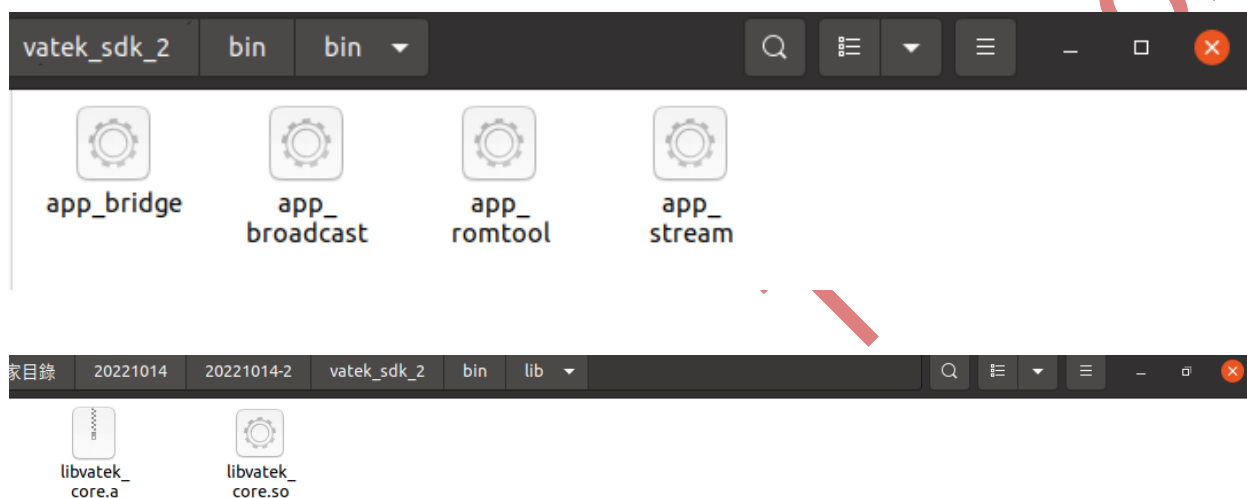 vatek_sdk_2 bin bin
app_bridge app_ app_ app_
broadcast romtool stream
家目錄 20221014 20221014-2 vatek_sdk_2 bin lib
libvatek_ libvatek_
core.a core.so